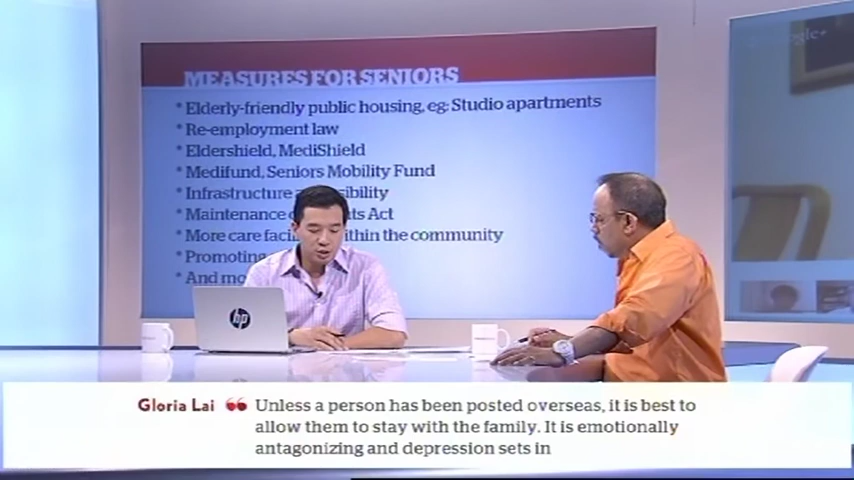 Google+
MEASURES FOR SENIORS
* Elderly-friendly public housing, eg: Studio apartments
* Re-employment law
* Eldershield, MediShield
* Medifund, Seniors Mobility Fund
* Infrastructure
* Maintenance Act
* More care within the community
* Promoting
* And
hp
Gloria Lai Unless a person has been posted overseas, it is best to
allow them to stay with the family. It is emotionally
antagonizing and depression sets in